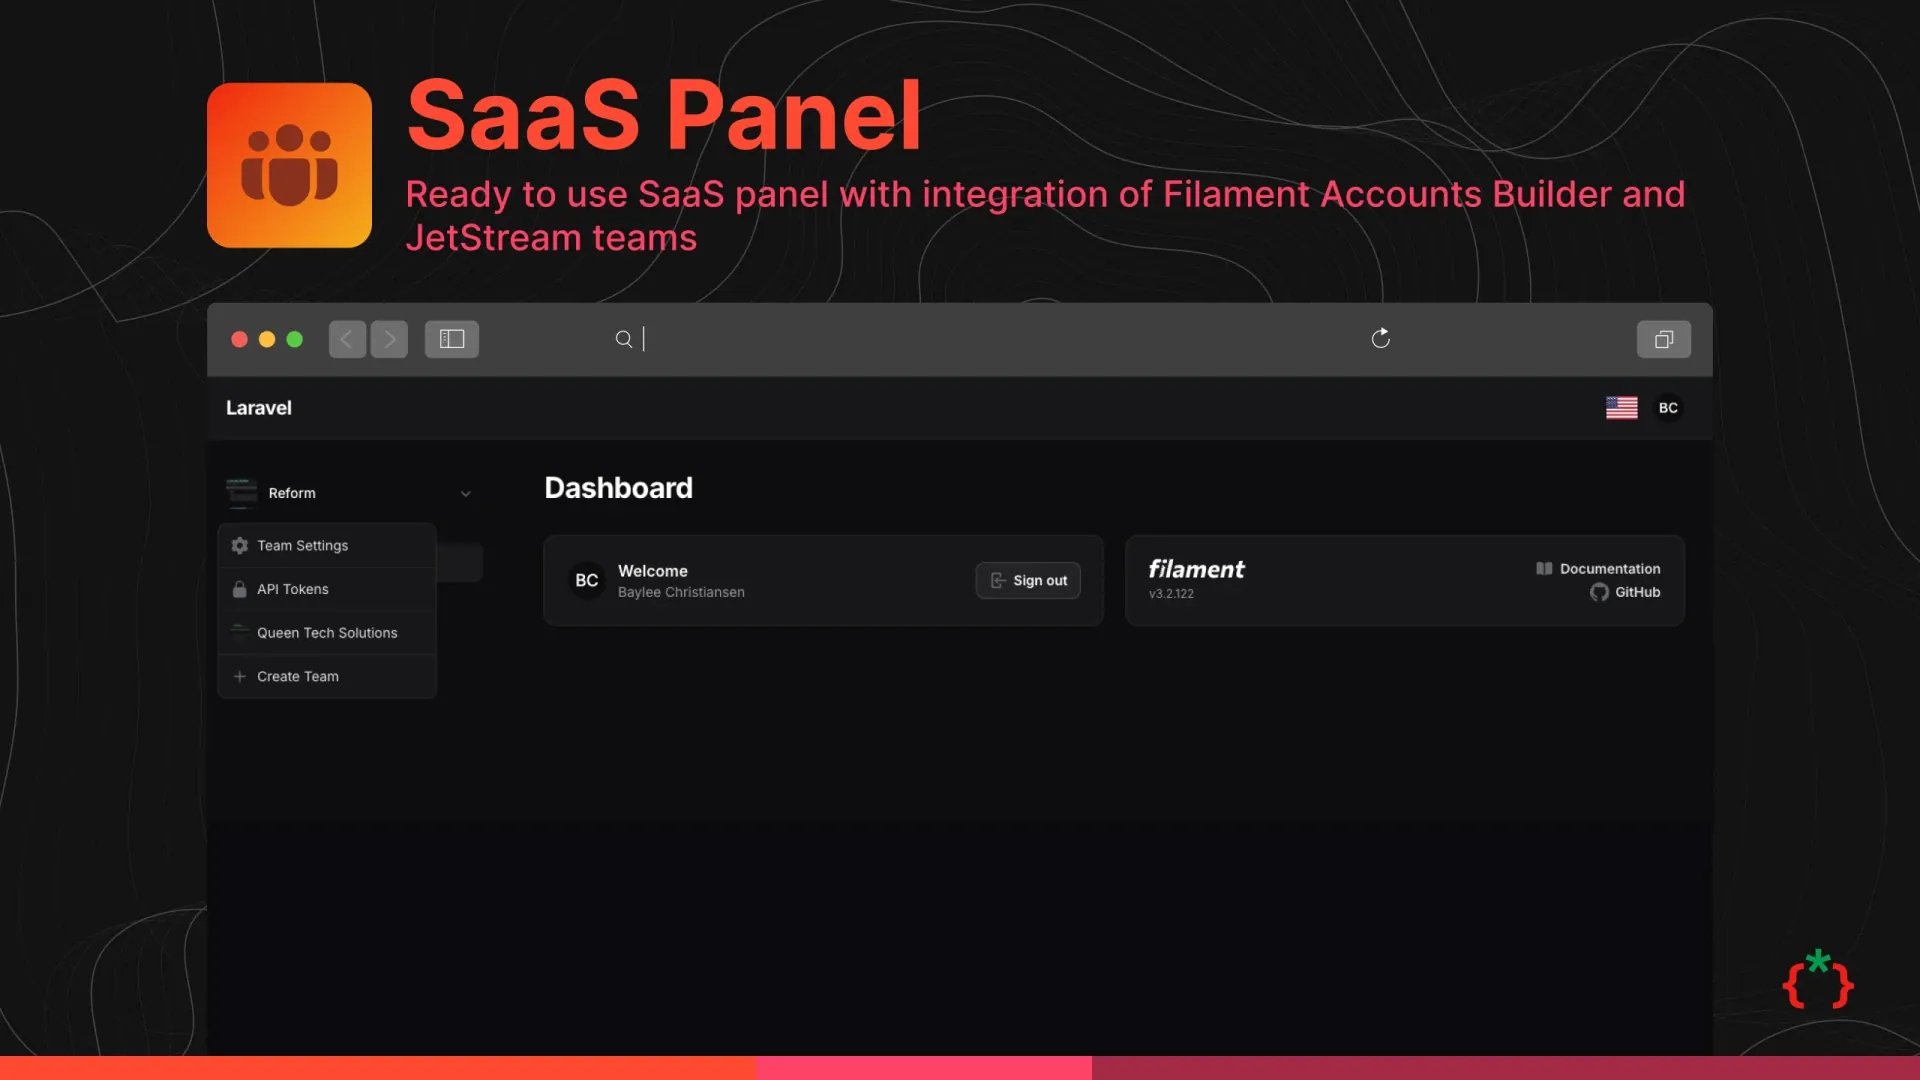 SaaS Panel
Ready to use SaaS panel with integration of Filament Accounts Builder and
JetStream teams
Laravel
BC
Reform
Team Settings
API Tokens
Queen Tech Solutions
Create Team
Dashboard
BC
Welcome
Baylee Christiansen
Sign out
filament
v3.2.122
Documentation
GitHub
{*}